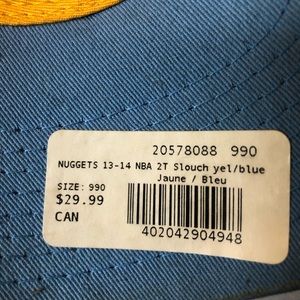 20578088 990
NUGGETS 13-14 NBA 2T Slouch yel/blue
Jaune / Bleu
SIZE: 990
$29.99
CAN
402042904948